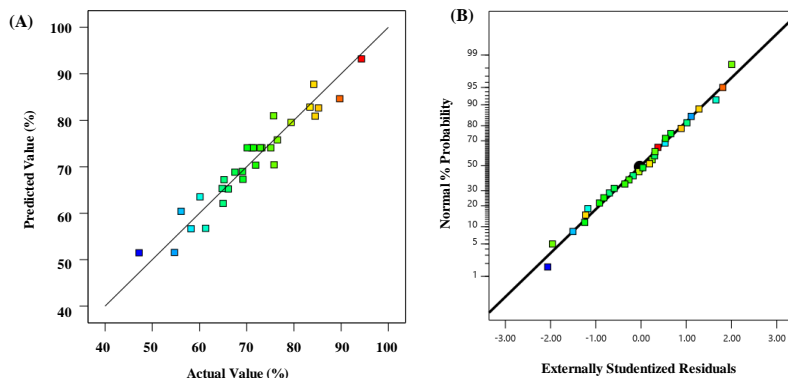 (A)
100
90
80
70
60
50
40
Predicted Value (%)
40 50 60 70 80 90 100
Actual Value (%)
(B)
99
95
90
80
70
50
30
20
10
5
1
Normal % Probability
-3.00 -2.00 -1.00 0.00 1.00 2.00 3.00
Externally Studentized Residuals